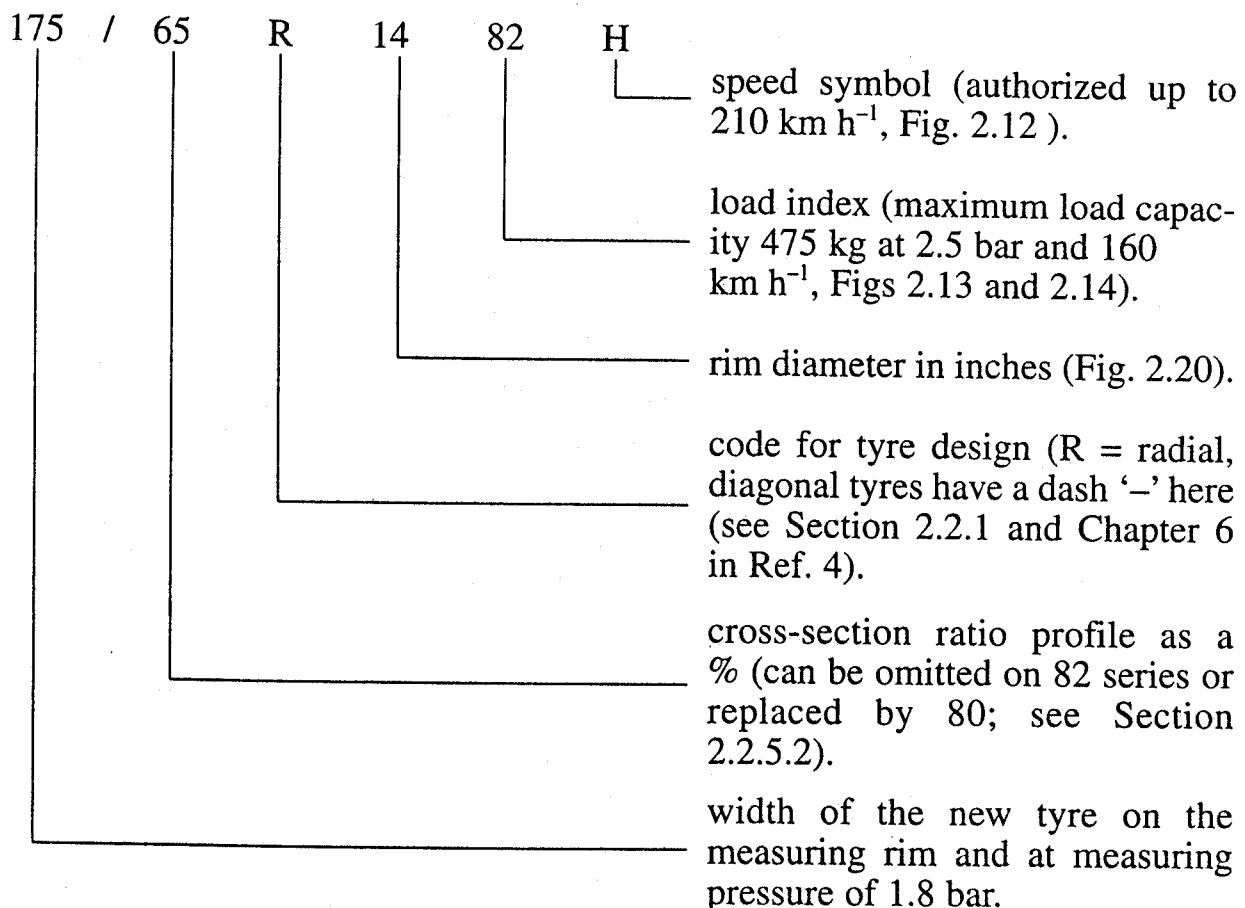 175 / 65 R 14 82 H
speed symbol (authorized up to
210 km h⁻¹, Fig. 2.12 ).
load index (maximum load capac-
ity 475 kg at 2.5 bar and 160
km h⁻¹, Figs 2.13 and 2.14).
rim diameter in inches (Fig. 2.20).
code for tyre design (R = radial,
diagonal tyres have a dash ‘–’ here
(see Section 2.2.1 and Chapter 6
in Ref. 4).
cross-section ratio profile as a
% (can be omitted on 82 series or
replaced by 80; see Section
2.2.5.2).
width of the new tyre on the
measuring rim and at measuring
pressure of 1.8 bar.